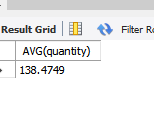 Result Grid Filter Ro
AVG(quantity)
138.4749